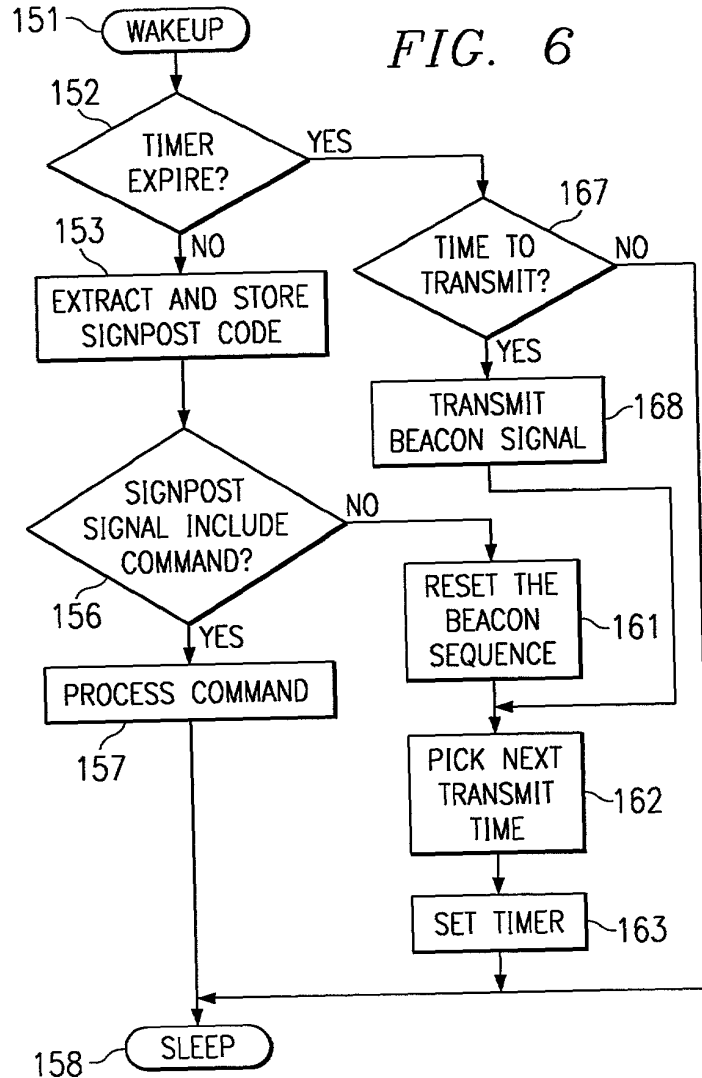 FIG. 6
151
WAKEUP
152
TIMER
EXPIRE?
YES
NO
153
EXTRACT AND STORE
SIGNPOST CODE
167
TIME TO
TRANSMIT?
NO
YES
TRANSMIT
BEACON SIGNAL
168
SIGNPOST
SIGNAL INCLUDE
COMMAND?
NO
156
YES
RESET THE
BEACON
SEQUENCE
161
PROCESS COMMAND
157
PICK NEXT
TRANSMIT
TIME
162
SET TIMER
163
158
SLEEP